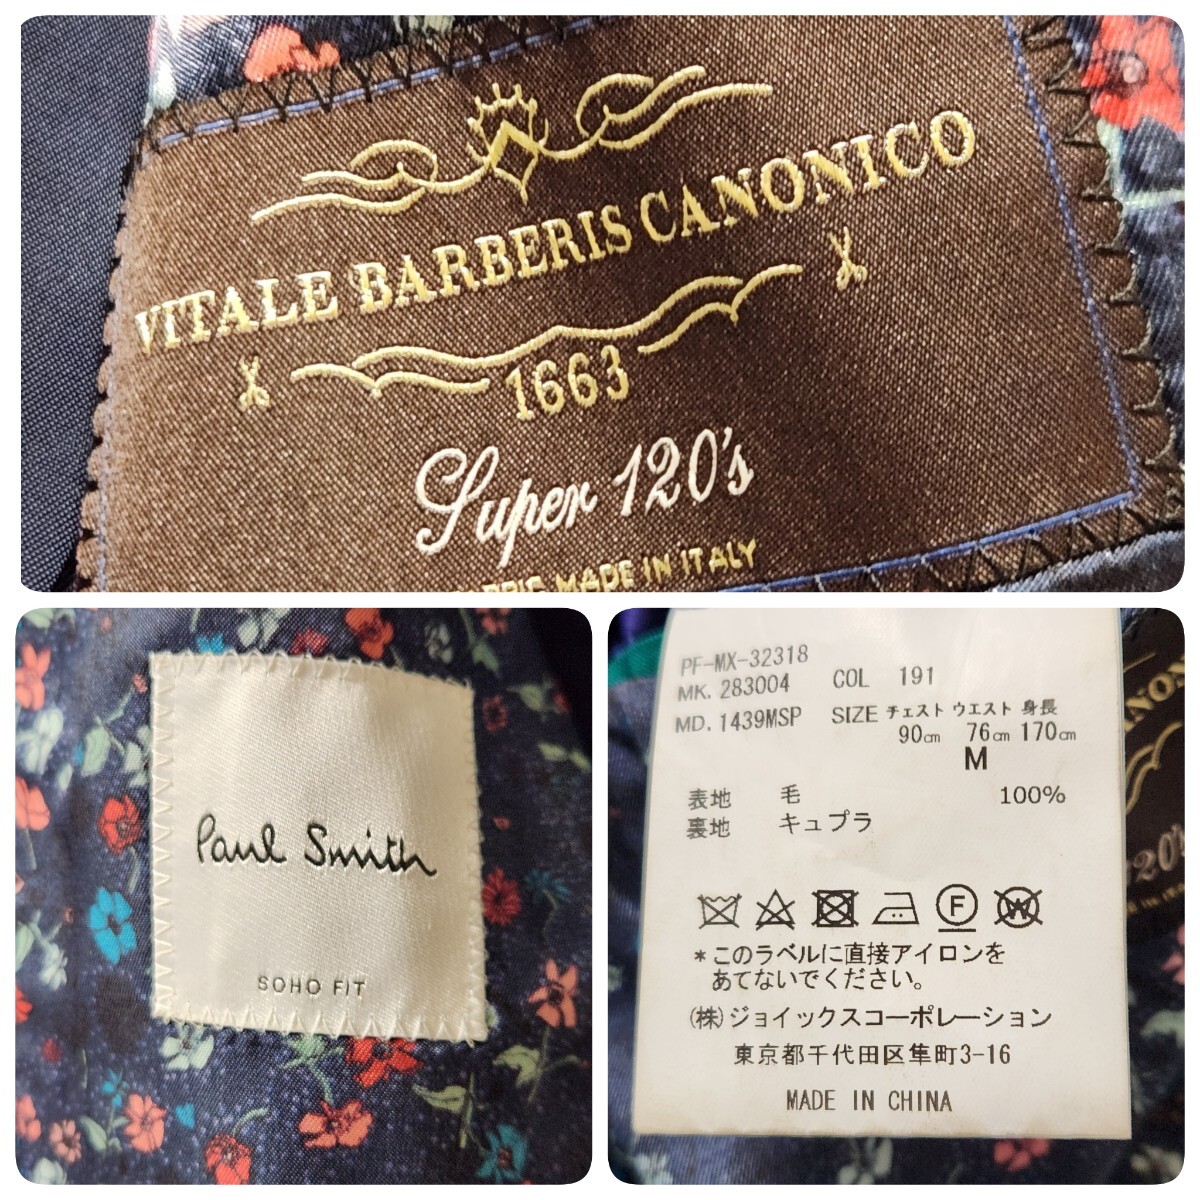 VITALE BARBERIS CANONICO
1663
Super 120's
MADE IN ITALY
Paul Smith
SOHO FIT
PF-MX-32318
MK. 283004 COL 191
MD. 1439MSP SIZE チェスト ウエスト 身長
90cm 76cm 170cm
M
表地 毛 100%
裏地 キュプラ
F W
*このラベルに直接アイロンを
あてないでください。
(株)ジョイックスコーポレーション
東京都千代田区隼町3-16
MADE IN CHINA